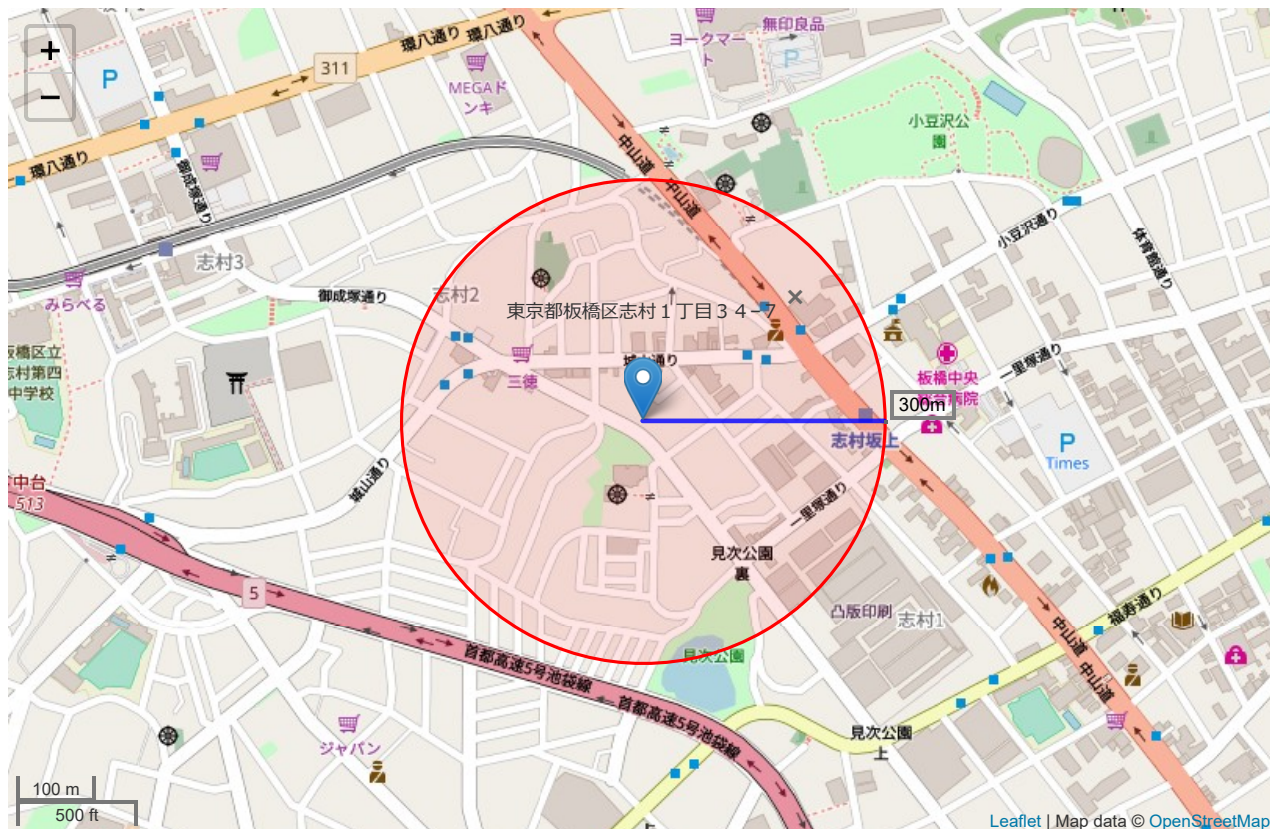 +
−
環八通り 環八通り
311
MEGAド
ンキ
ヨークマー
ト
無印良品
P
P
小豆沢公
園
環八通り
御成塚通り
中山道
中山道
小豆沢通り
体育館通り
志村3
みらべる
御成塚通り
志村2
東京都板橋区志村１丁目３４−７
城山通り
三徳
板橋中央
一里塚通り
300m
志村坂上
P
Times
板橋区立
志村第四
中学校
城山通り
513
5
一里塚通り
見次公園
裏
凸版印刷
志村1
福寿通り
中山道
中山道
首都高速5号池袋線
首都高速5号池袋線
見次公園
見次公園
上
ジャパン
100 m
500 ft
Leaflet | Map data © OpenStreetMap